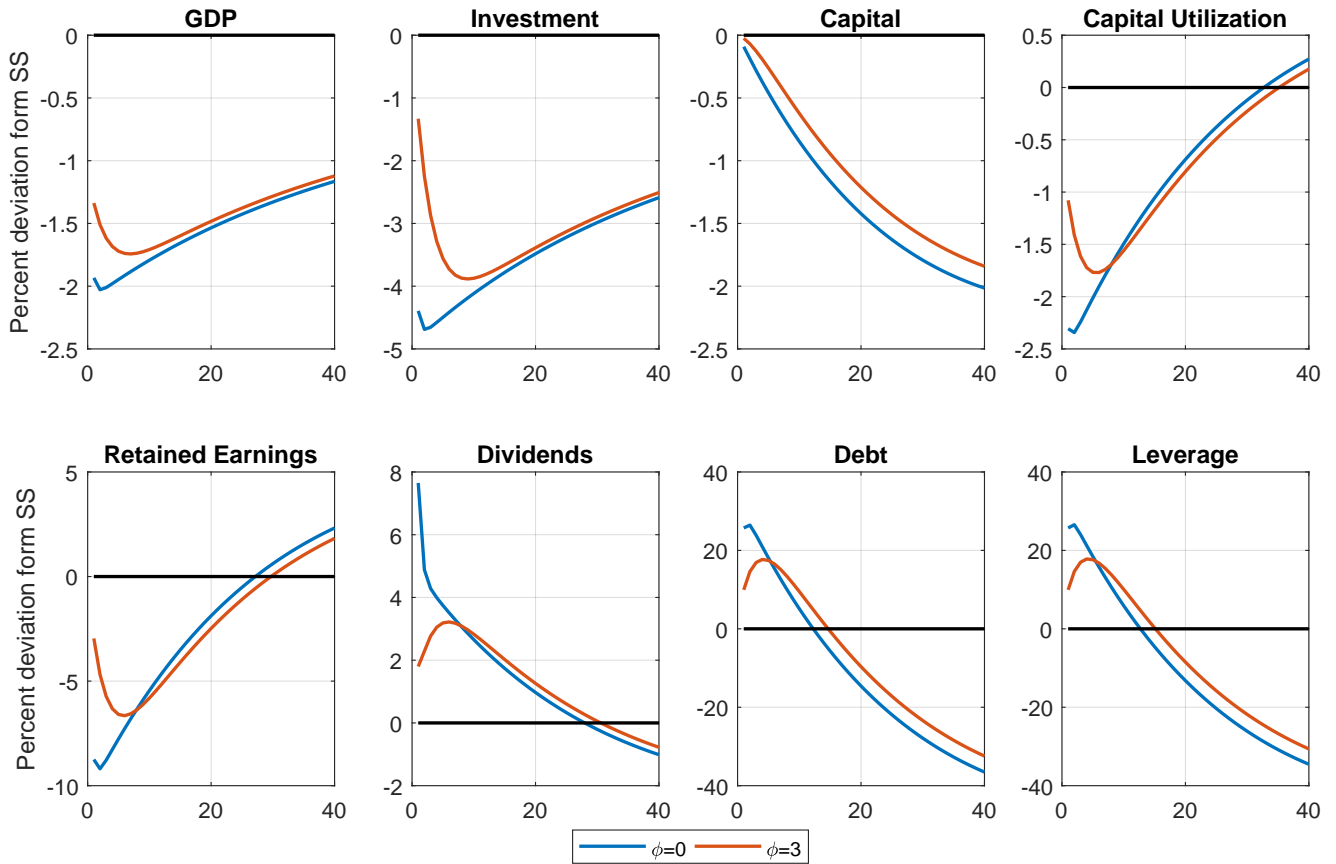 GDP
Investment
Capital
Capital Utilization
Percent deviation form SS
0
-0.5
-1
-1.5
-2
-2.5
0 20 40
0
-1
-2
-3
-4
-5
0 20 40
0
-0.5
-1
-1.5
-2
-2.5
0 20 40
0.5
0
-0.5
-1
-1.5
-2
-2.5
0 20 40
Retained Earnings
Dividends
Debt
Leverage
Percent deviation form SS
5
0
-5
-10
0 20 40
8
6
4
2
0
-2
0 20 40
40
20
0
-20
-40
0 20 40
40
20
0
-20
-40
0 20 40
ϕ=0 ϕ=3